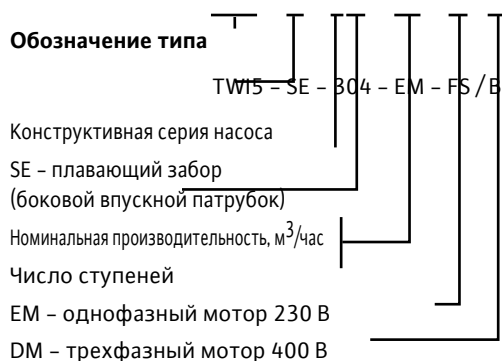 Обозначение типа
TWI5 – SE – 304 – EM – FS / B
Конструктивная серия насоса
SE – плавающий забор
(боковой впускной патрубок)
Номинальная производительность, м³/час
Число ступеней
EM – однофазный мотор 230 В
DM – трехфазный мотор 400 В